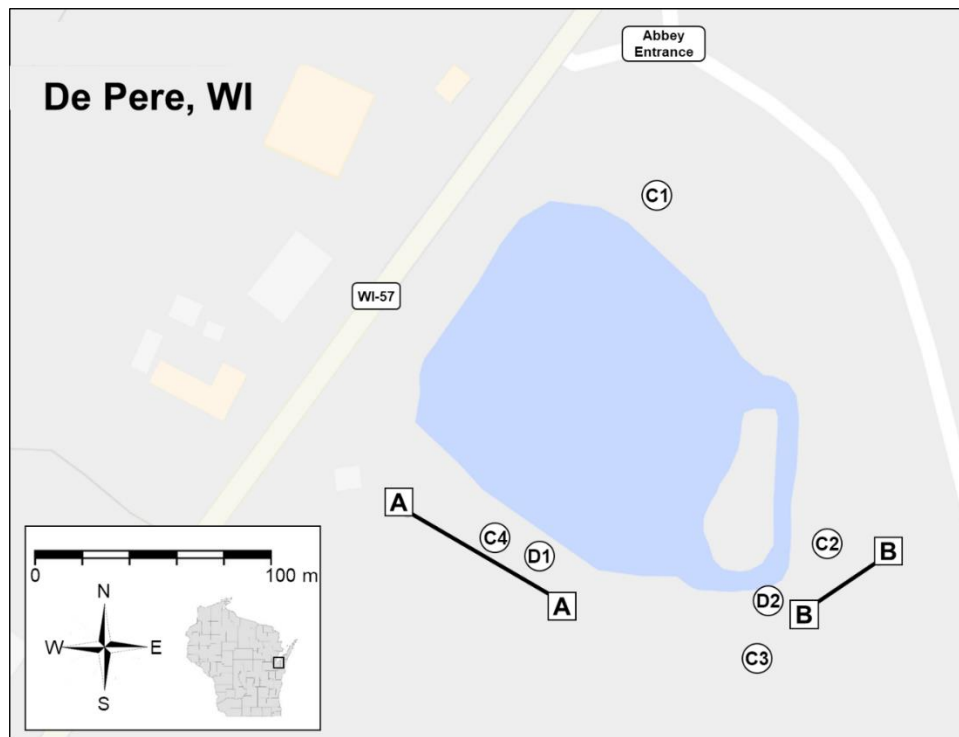 Abbey
Entrance
De Pere, WI
C1
WI-57
A
C4
D1
A
C2
B
D2
B
C3
0
100 m
N
W
E
S